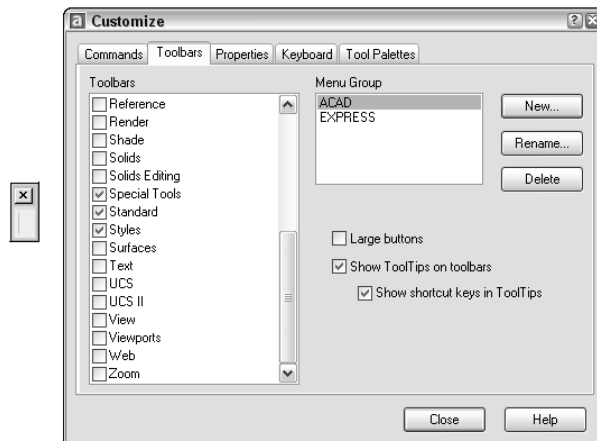 Customize
Commands
Toolbars
Properties
Keyboard
Tool Palettes
Toolbars
Reference
Render
Shade
Solids
Solids Editing
Special Tools
Standard
Styles
Surfaces
Text
UCS
UCS II
View
Viewports
Web
Zoom
Menu Group
ACAD
EXPRESS
New...
Rename...
Delete
Large buttons
Show ToolTips on toolbars
Show shortcut keys in ToolTips
Close
Help